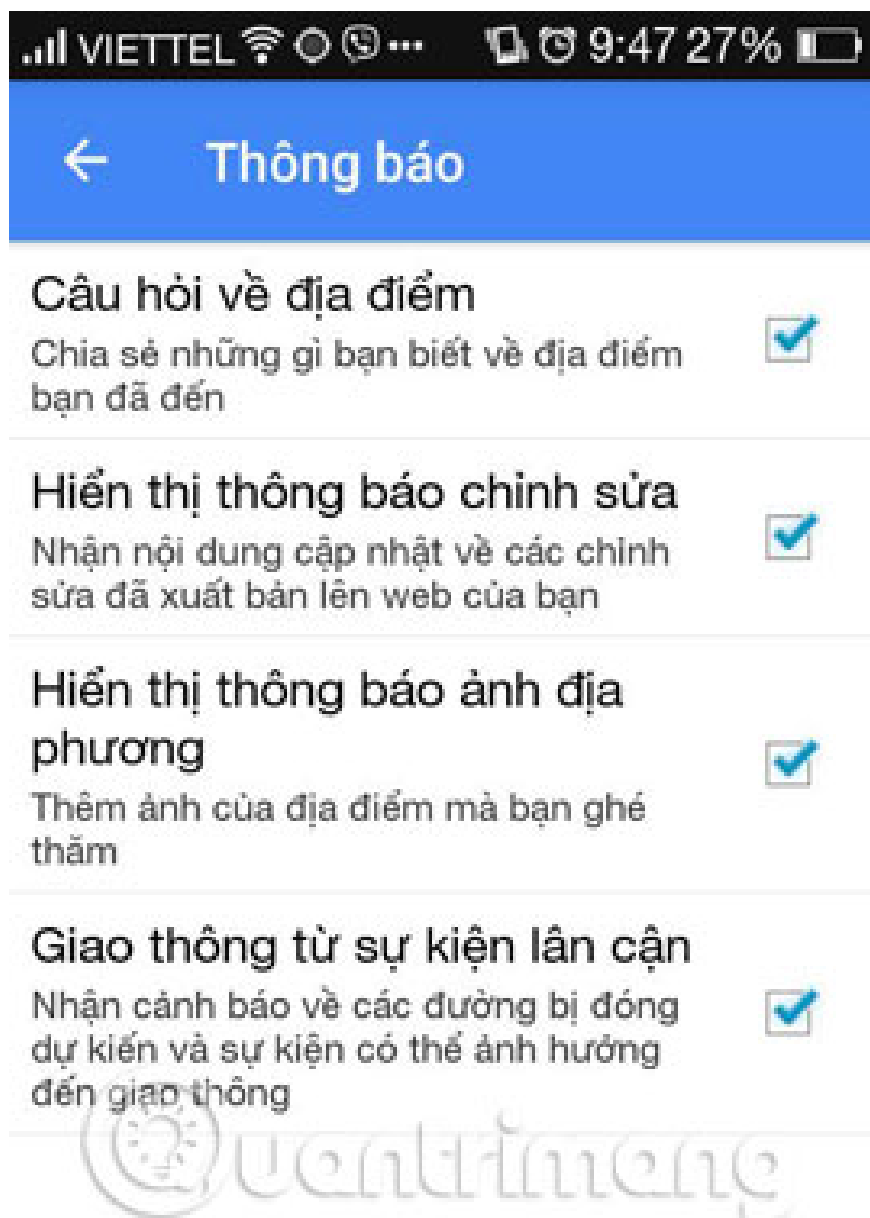 VIETTEL 9:47 27%
Thông báo
Câu hỏi về địa điểm
Chia sẻ những gì bạn biết về địa điểm
bạn đã đến
Hiển thị thông báo chỉnh sửa
Nhận nội dung cập nhật về các chỉnh
sửa đã xuất bản lên web của bạn
Hiển thị thông báo ảnh địa
phương
Thêm ảnh của địa điểm mà bạn ghé
thăm
Giao thông từ sự kiện lân cận
Nhận cảnh báo về các đường bị đóng
dự kiến và sự kiện có thể ảnh hưởng
đến giao thông
Quantrimang